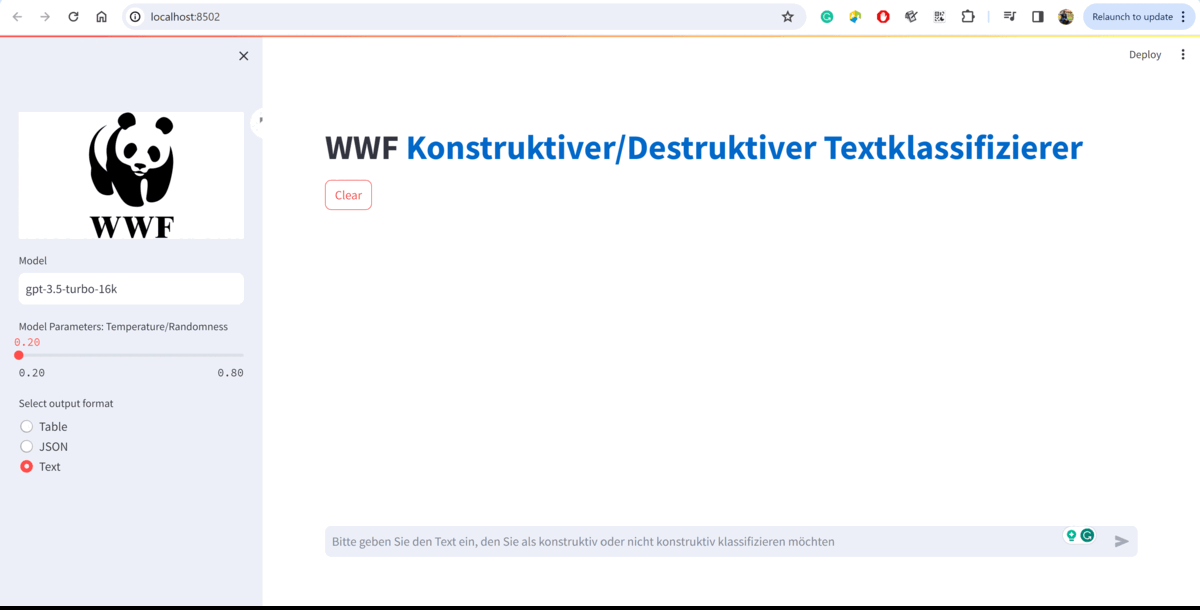 localhost:8502
Relaunch to update
Deploy
WWF
Model
gpt-3.5-turbo-16k
Model Parameters: Temperature/Randomness
0.20
0.20 0.80
Select output format
Table
JSON
Text
WWF Konstruktiver/Destruktiver Textklassifizierer
Clear
Bitte geben Sie den Text ein, den Sie als konstruktiv oder nicht konstruktiv klassifizieren möchten